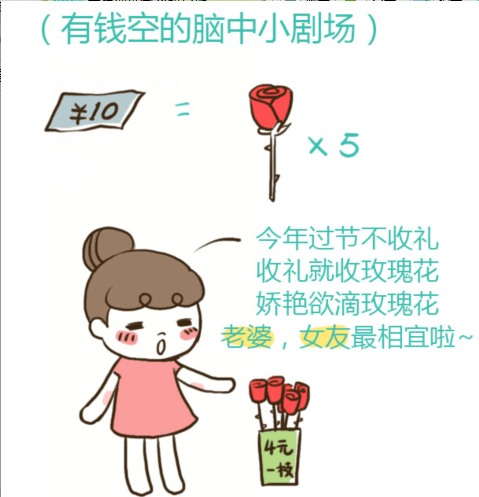 （有钱空的脑中小剧场）
¥10 = × 5
今年过节不收礼
收礼就收玫瑰花
娇艳欲滴玫瑰花
老婆，女友最相宜啦~
4元
一枝